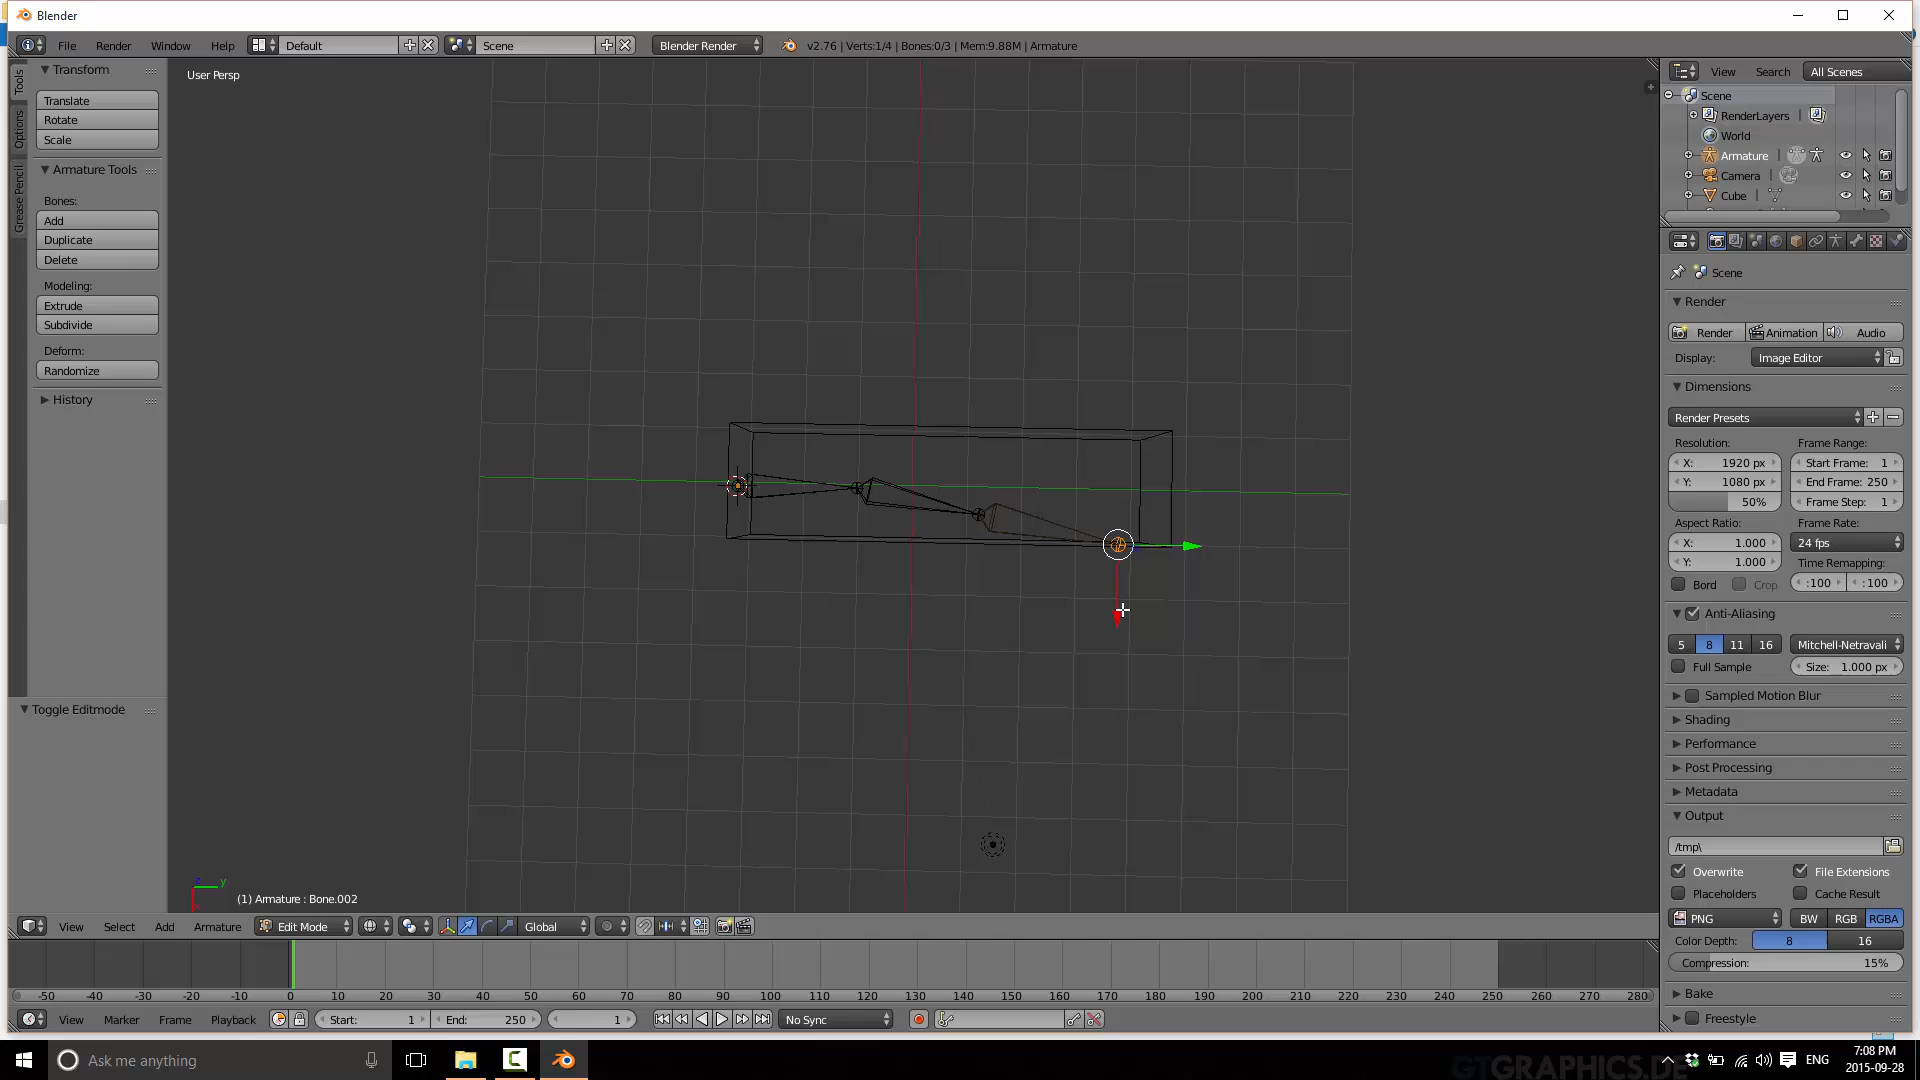 Blender
File Render Window Help Default Scene Blender Render v2.76 | Verts:1/4 | Bones:0/3 | Mem:9.88M | Armature
Transform
Translate
Rotate
Scale
Armature Tools
Bones:
Add
Duplicate
Delete
Modeling:
Extrude
Subdivide
Deform:
Randomize
History
Toggle Editmode
Tools
Options
Grease Pencil
User Persp
(1) Armature : Bone.002
z y
View Select Add Armature Edit Mode Global
View Search All Scenes
Scene
RenderLayers |
World
Armature |
Camera |
Cube |
Scene
Render
Render Animation Audio
Display: Image Editor
Dimensions
Render Presets
Resolution: Frame Range:
X: 1920 px Start Frame: 1
Y: 1080 px End Frame: 250
50% Frame Step: 1
Aspect Ratio: Frame Rate:
X: 1.000 24 fps
Y: 1.000 Time Remapping:
Bord Crop :100 :100
Anti-Aliasing
5 8 11 16 Mitchell-Netravali
Full Sample Size: 1.000 px
Sampled Motion Blur
Shading
Performance
Post Processing
Metadata
Output
/tmp\
Overwrite File Extensions
Placeholders Cache Result
PNG BW RGB RGBA
Color Depth: 8 16
Compression: 15%
Bake
Freestyle
-50 -40 -30 -20 -10 0 10 20 30 40 50 60 70 80 90 100 110 120 130 140 150 160 170 180 190 200 210 220 230 240 250 260 270 280
View Marker Frame Playback Start: 1 End: 250 1 No Sync
Ask me anything
GTGRAPHICS.DE
ENG
7:08 PM
2015-09-28